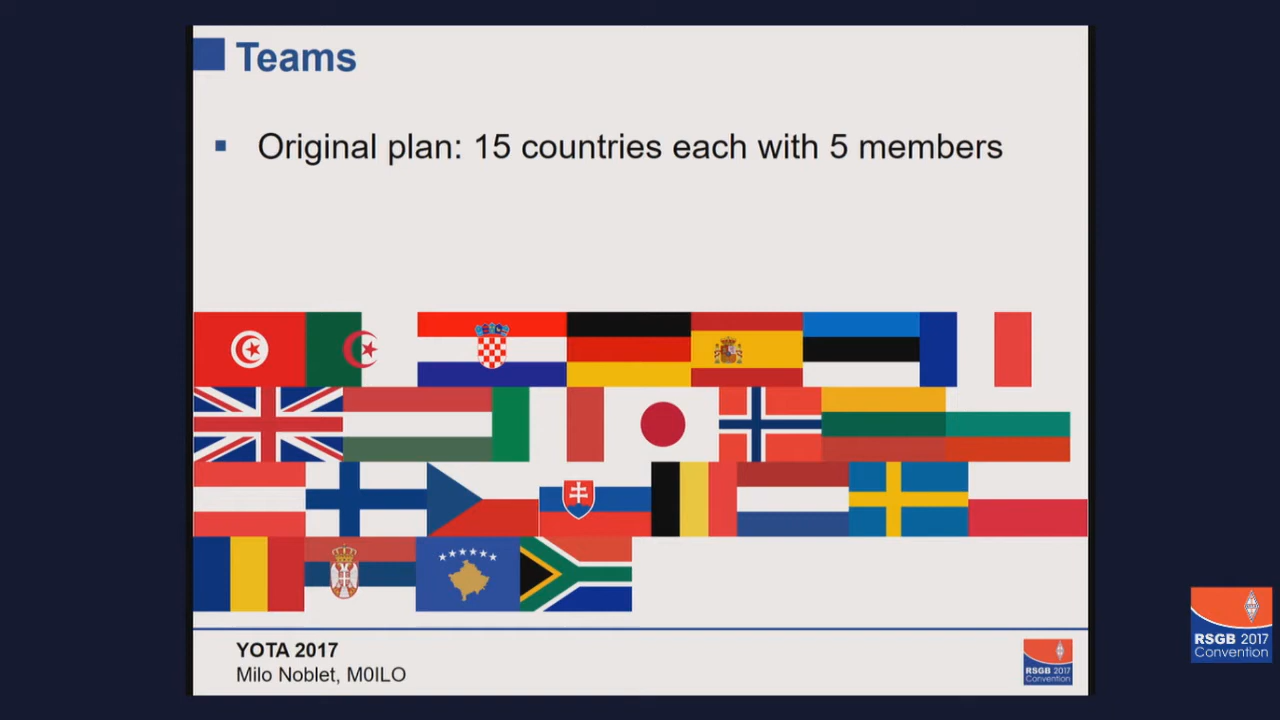 Teams
Original plan: 15 countries each with 5 members
YOTA 2017
Milo Noblet, M0ILO
RSGB 2017
Convention
RSGB 2017
Convention